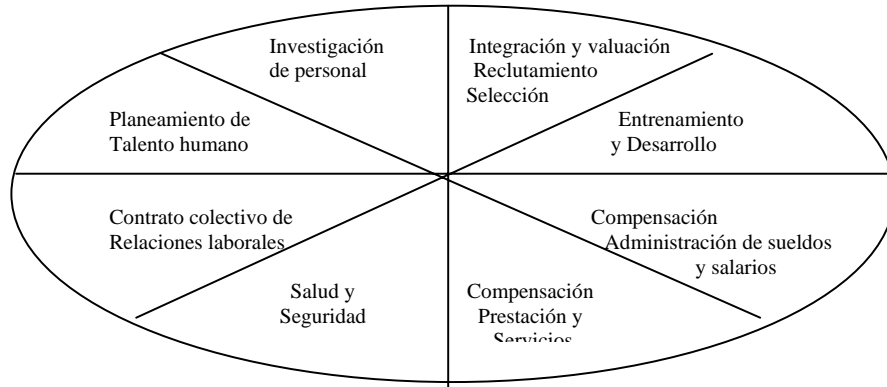 Investigación
de personal
Integración y valuación
Reclutamiento
Selección
Planeamiento de
Talento humano
Entrenamiento
y Desarrollo
Contrato colectivo de
Relaciones laborales
Compensación
Administración de sueldos
y salarios
Salud y
Seguridad
Compensación
Prestación y
Servicios